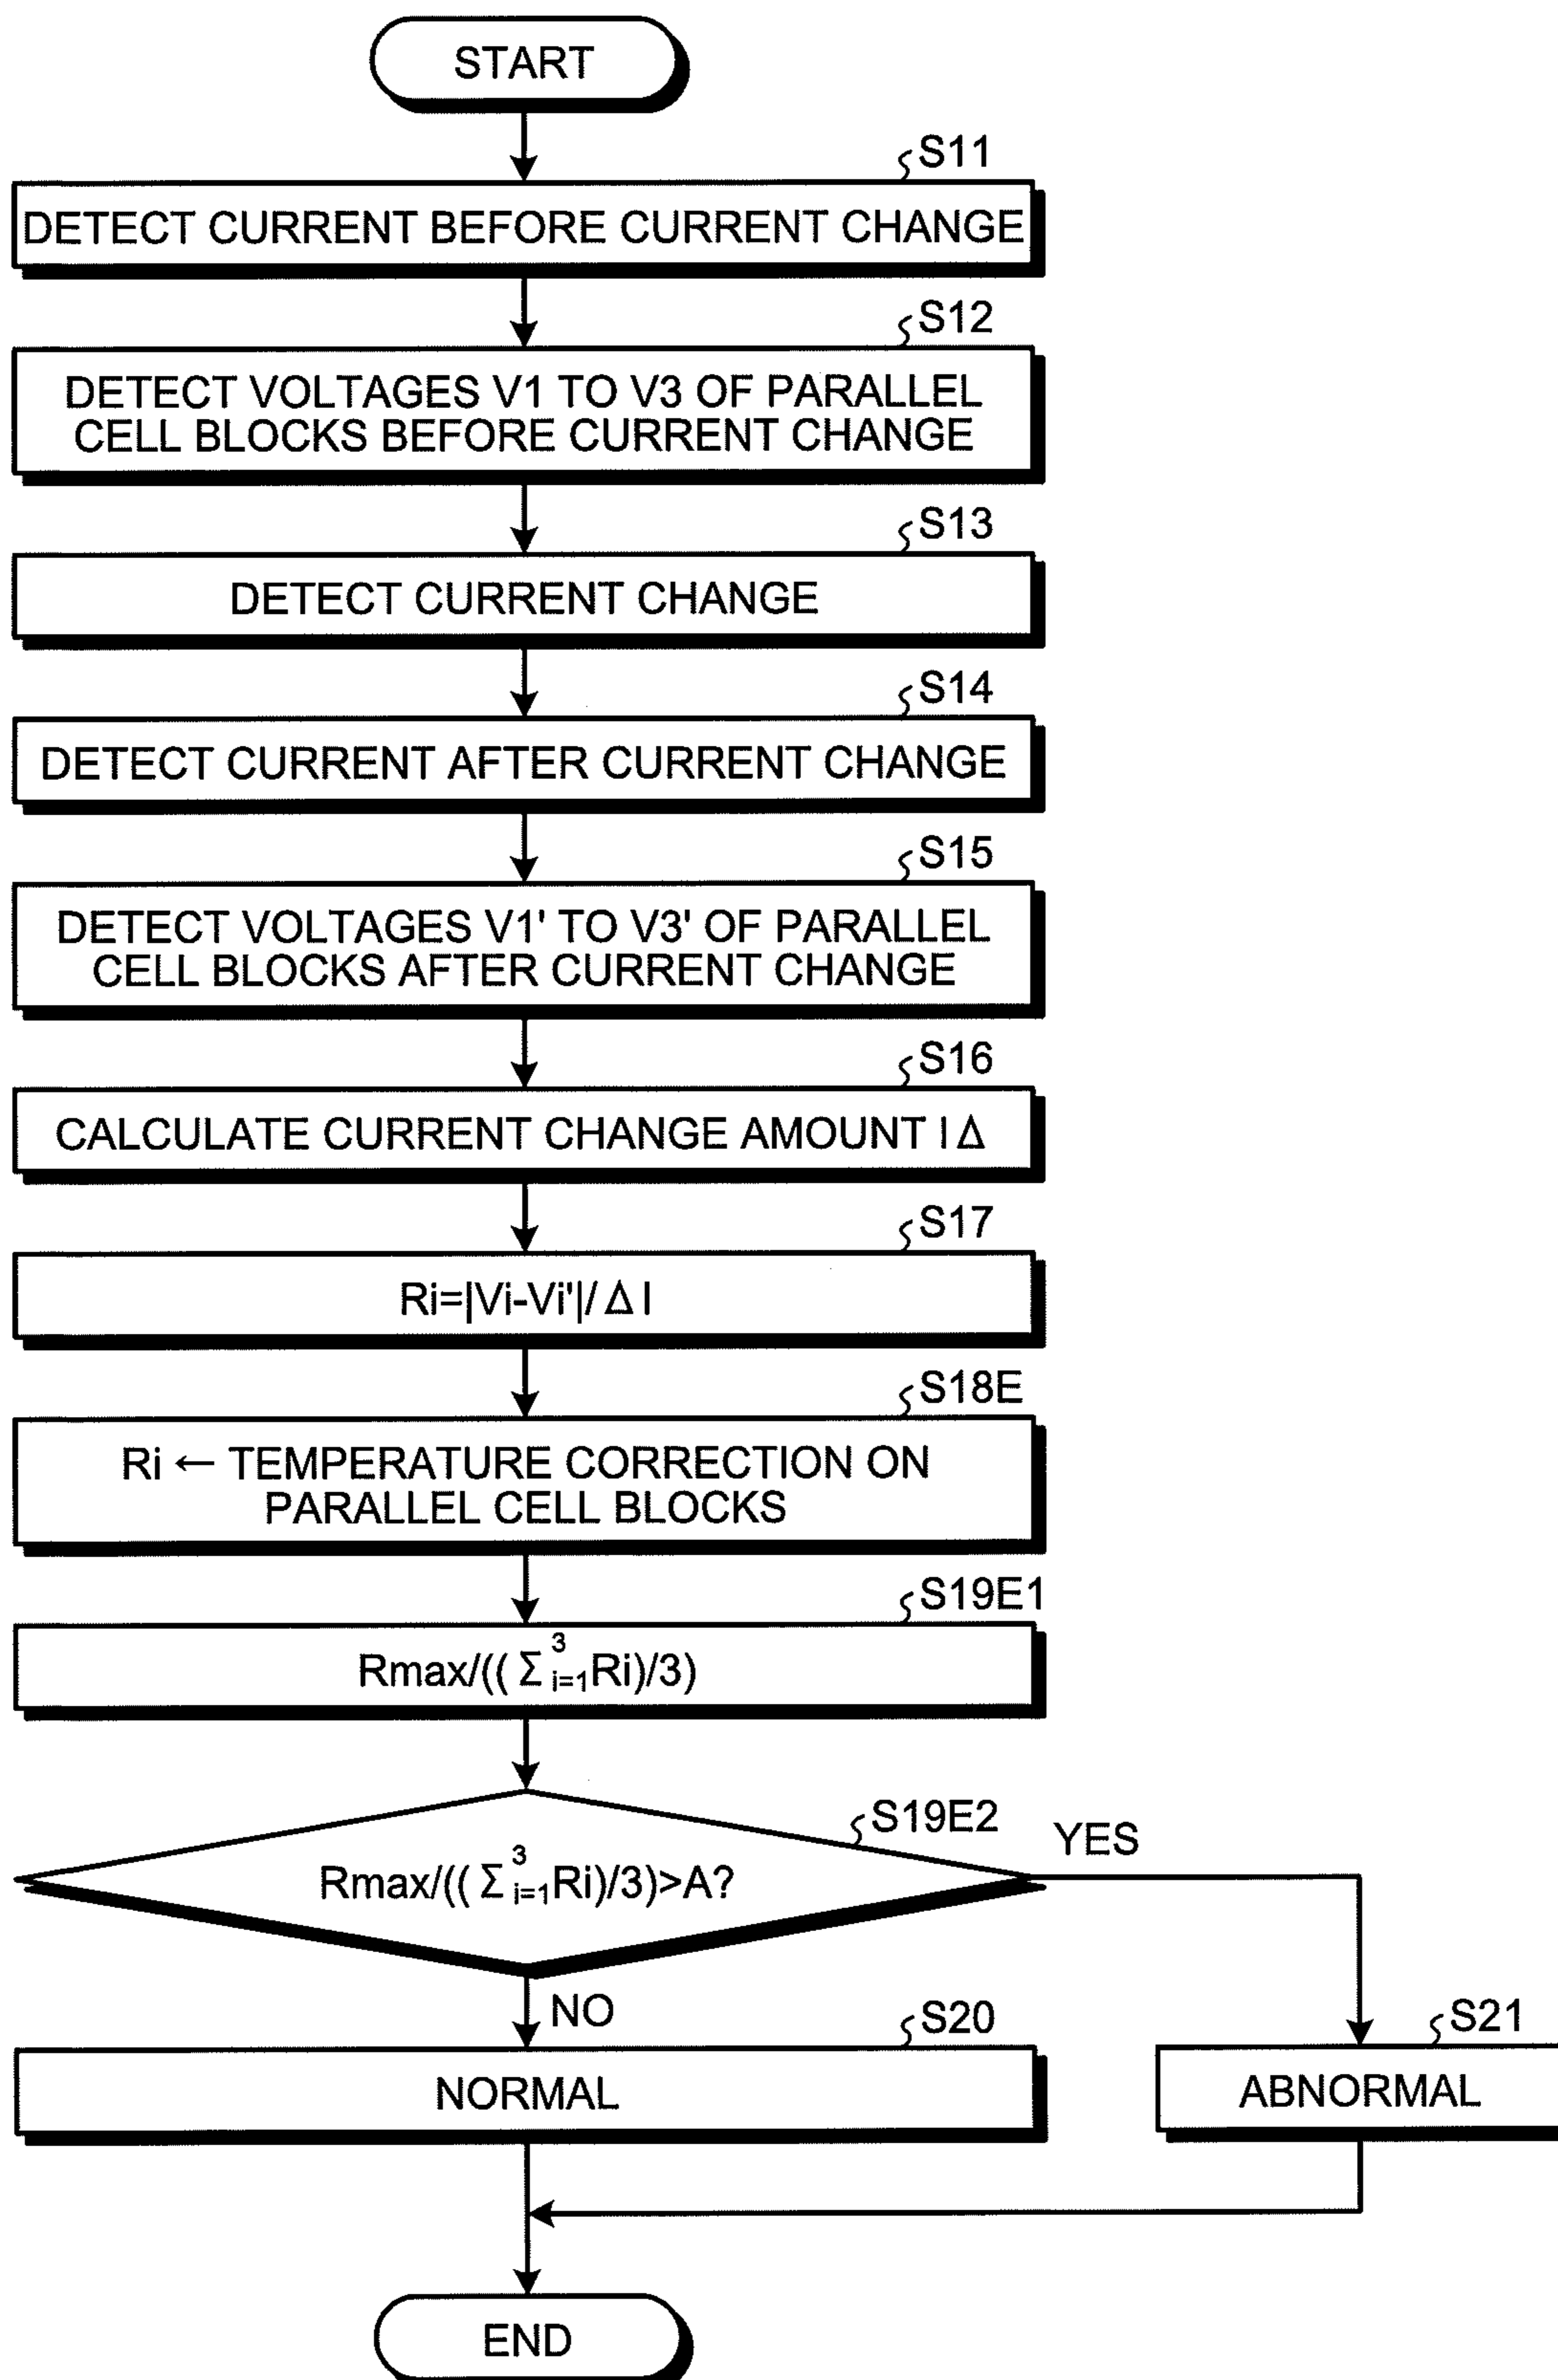 START
S11
DETECT CURRENT BEFORE CURRENT CHANGE
S12
DETECT VOLTAGES V1 TO V3 OF PARALLEL
CELL BLOCKS BEFORE CURRENT CHANGE
S13
DETECT CURRENT CHANGE
S14
DETECT CURRENT AFTER CURRENT CHANGE
S15
DETECT VOLTAGES V1' TO V3' OF PARALLEL
CELL BLOCKS AFTER CURRENT CHANGE
S16
CALCULATE CURRENT CHANGE AMOUNT I Δ
S17
Ri=|Vi-Vi'|/ Δ I
S18E
Ri ← TEMPERATURE CORRECTION ON
PARALLEL CELL BLOCKS
S19E1
Rmax/((Σ³i=1Ri)/3)
S19E2
YES
Rmax/((Σ³i=1Ri)/3)>A?
NO
S20
NORMAL
S21
ABNORMAL
END